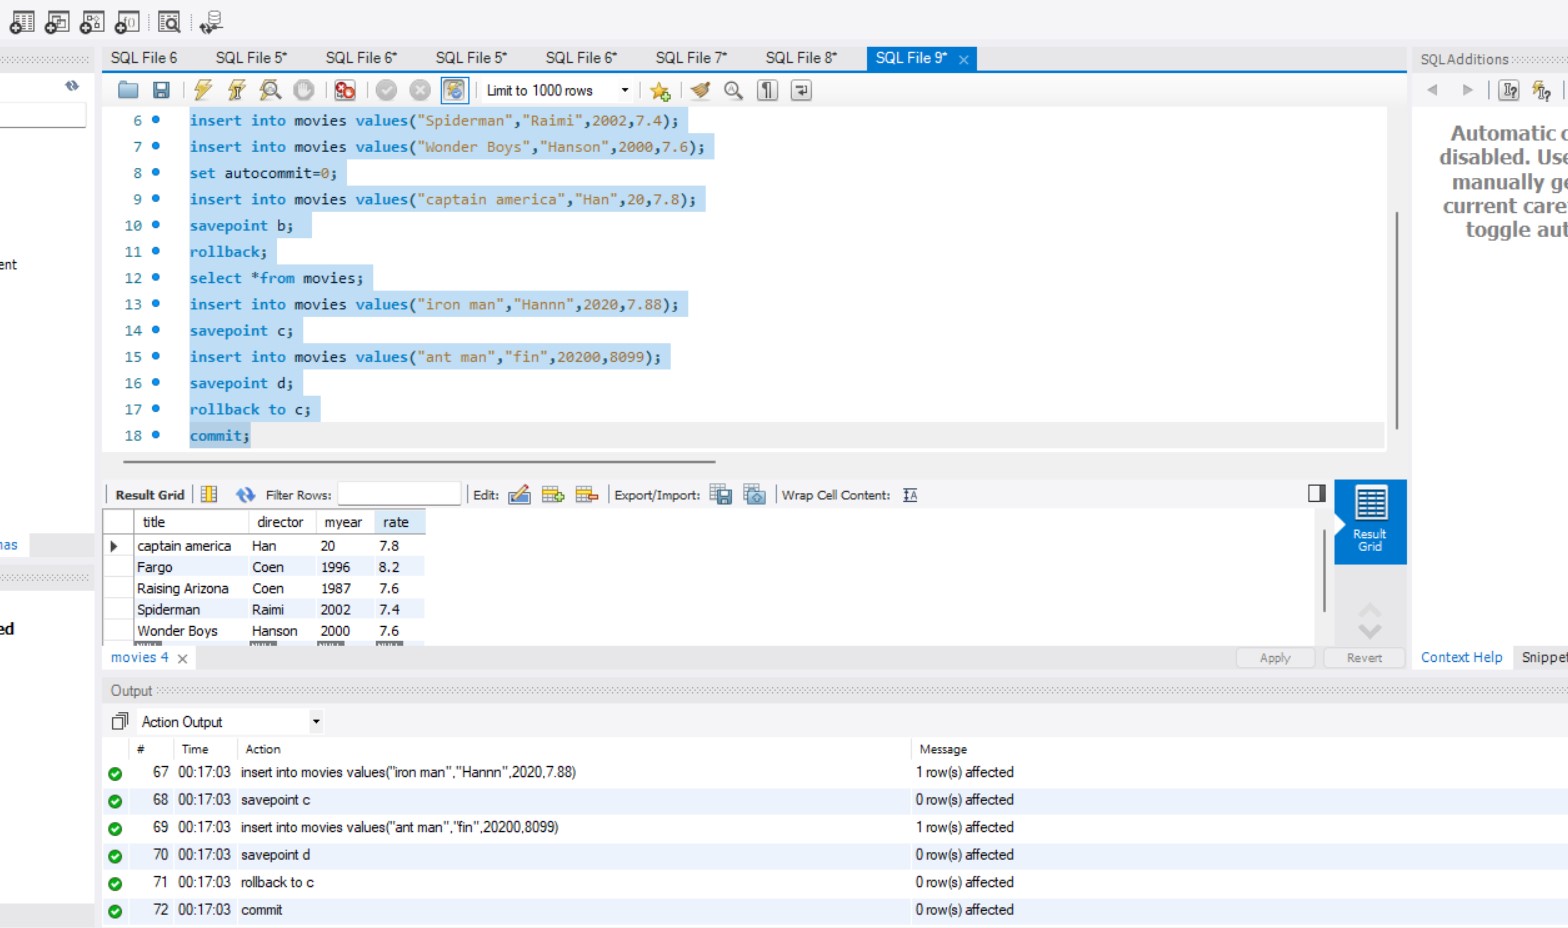 SQL File 6 SQL File 5* SQL File 6* SQL File 5* SQL File 6* SQL File 7* SQL File 8* SQL File 9*
SQLAdditions
Limit to 1000 rows
6 insert into movies values("Spiderman","Raimi",2002,7.4);
7 insert into movies values("Wonder Boys","Hanson",2000,7.6);
8 set autocommit=0;
9 insert into movies values("captain america","Han",20,7.8);
10 savepoint b;
11 rollback;
12 select *from movies;
13 insert into movies values("iron man","Hannn",2020,7.88);
14 savepoint c;
15 insert into movies values("ant man","fin",20200,8099);
16 savepoint d;
17 rollback to c;
18 commit;
Automatic c
disabled. Use
manually ge
current care
toggle aut
ent
nas
ed
Result Grid Filter Rows: Edit: Export/Import: Wrap Cell Content:
title director myear rate
captain america Han 20 7.8
Fargo Coen 1996 8.2
Raising Arizona Coen 1987 7.6
Spiderman Raimi 2002 7.4
Wonder Boys Hanson 2000 7.6
Result
Grid
movies 4 Apply Revert
Context Help Snippet
Output
Action Output
# Time Action Message
67 00:17:03 insert into movies values("iron man","Hannn",2020,7.88) 1 row(s) affected
68 00:17:03 savepoint c 0 row(s) affected
69 00:17:03 insert into movies values("ant man","fin",20200,8099) 1 row(s) affected
70 00:17:03 savepoint d 0 row(s) affected
71 00:17:03 rollback to c 0 row(s) affected
72 00:17:03 commit 0 row(s) affected